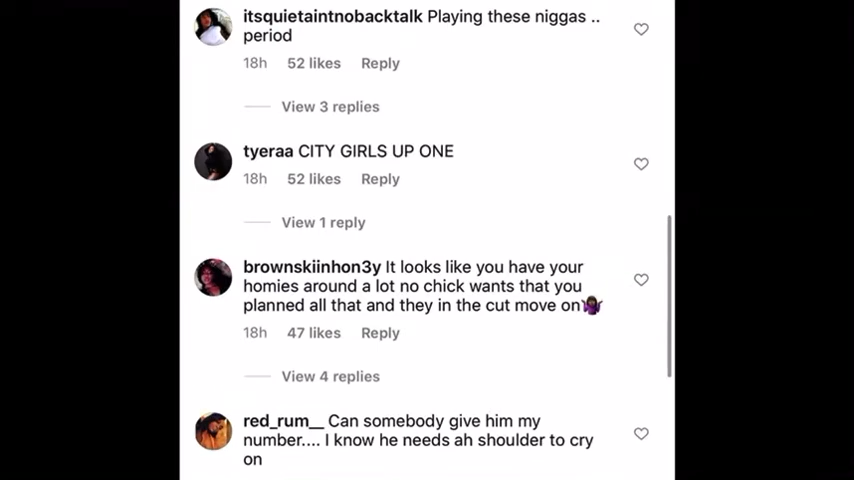 itsquietaintnobacktalk Playing these niggas ..
period
18h 52 likes Reply
View 3 replies
tyeraa CITY GIRLS UP ONE
18h 52 likes Reply
View 1 reply
brownskiinhon3y It looks like you have your
homies around a lot no chick wants that you
planned all that and they in the cut move on🤷🏿‍♀️
18h 47 likes Reply
View 4 replies
red_rum__ Can somebody give him my
number.... I know he needs ah shoulder to cry
on